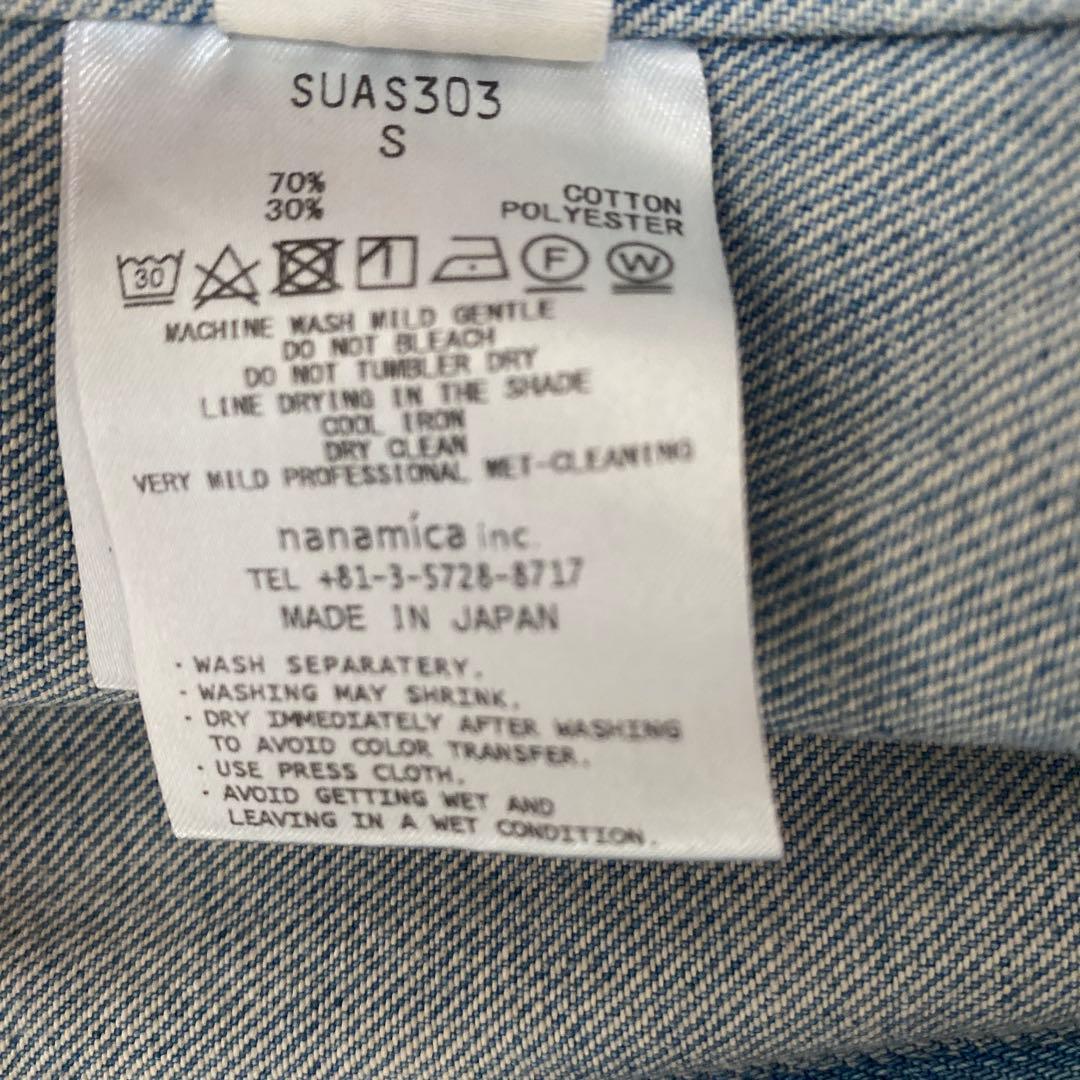 SUAS303
S
70% COTTON
30% POLYESTER
30 F W
MACHINE WASH MILD GENTLE
DO NOT BLEACH
DO NOT TUMBLER DRY
LINE DRYING IN THE SHADE
COOL IRON
DRY CLEAN
VERY MILD PROFESSIONAL WET-CLEANING
nanamíca inc.
TEL +81-3-5728-8717
MADE IN JAPAN
・WASH SEPARATERY.
・WASHING MAY SHRINK.
・DRY IMMEDIATELY AFTER WASHING
TO AVOID COLOR TRANSFER.
・USE PRESS CLOTH.
・AVOID GETTING WET AND
LEAVING IN A WET CONDITION.